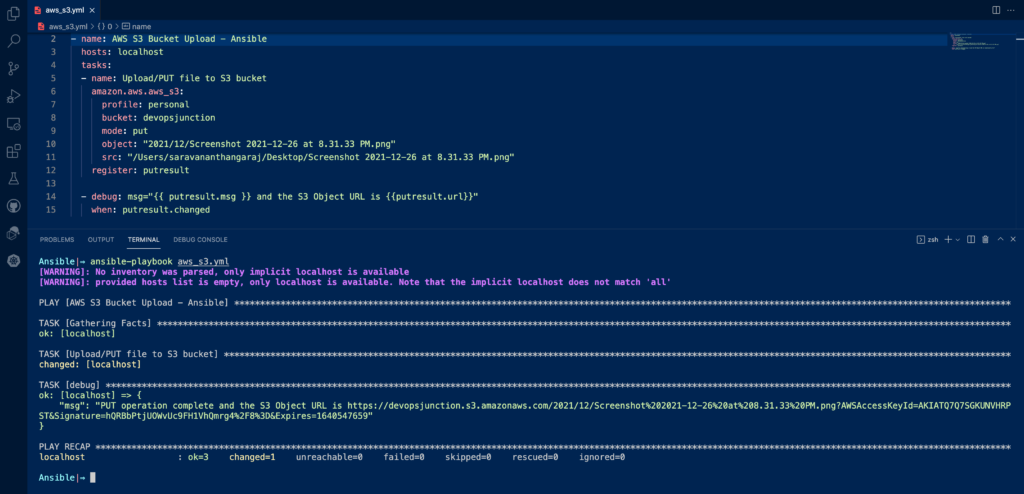 aws_s3.yml
aws_s3.yml > {} 0 > name
2 - name: AWS S3 Bucket Upload - Ansible
3 hosts: localhost
4 tasks:
5 - name: Upload/PUT file to S3 bucket
6 amazon.aws.aws_s3:
7 profile: personal
8 bucket: devopsjunction
9 mode: put
10 object: "2021/12/Screenshot 2021-12-26 at 8.31.33 PM.png"
11 src: "/Users/saravananthangaraj/Desktop/Screenshot 2021-12-26 at 8.31.33 PM.png"
12 register: putresult
13
14 - debug: msg="{{ putresult.msg }} and the S3 Object URL is {{putresult.url}}"
15 when: putresult.changed
PROBLEMS OUTPUT TERMINAL DEBUG CONSOLE zsh
Ansible|⇒ ansible-playbook aws_s3.yml
[WARNING]: No inventory was parsed, only implicit localhost is available
[WARNING]: provided hosts list is empty, only localhost is available. Note that the implicit localhost does not match 'all'
PLAY [AWS S3 Bucket Upload - Ansible] ***
TASK [Gathering Facts] ***
ok: [localhost]
TASK [Upload/PUT file to S3 bucket] ***
changed: [localhost]
TASK [debug] ***
ok: [localhost] => {
"msg": "PUT operation complete and the S3 Object URL is https://devopsjunction.s3.amazonaws.com/2021/12/Screenshot%202021-12-26%20at%208.31.33%20PM.png?AWSAccessKeyId=AKIATQ7Q7SGKUNVHRP
ST&Signature=hQRBbPtjUOWvUc9FH1VhQmrg4%2F8%3D&Expires=1640547659"
}
PLAY RECAP ***
localhost : ok=3 changed=1 unreachable=0 failed=0 skipped=0 rescued=0 ignored=0
Ansible|⇒